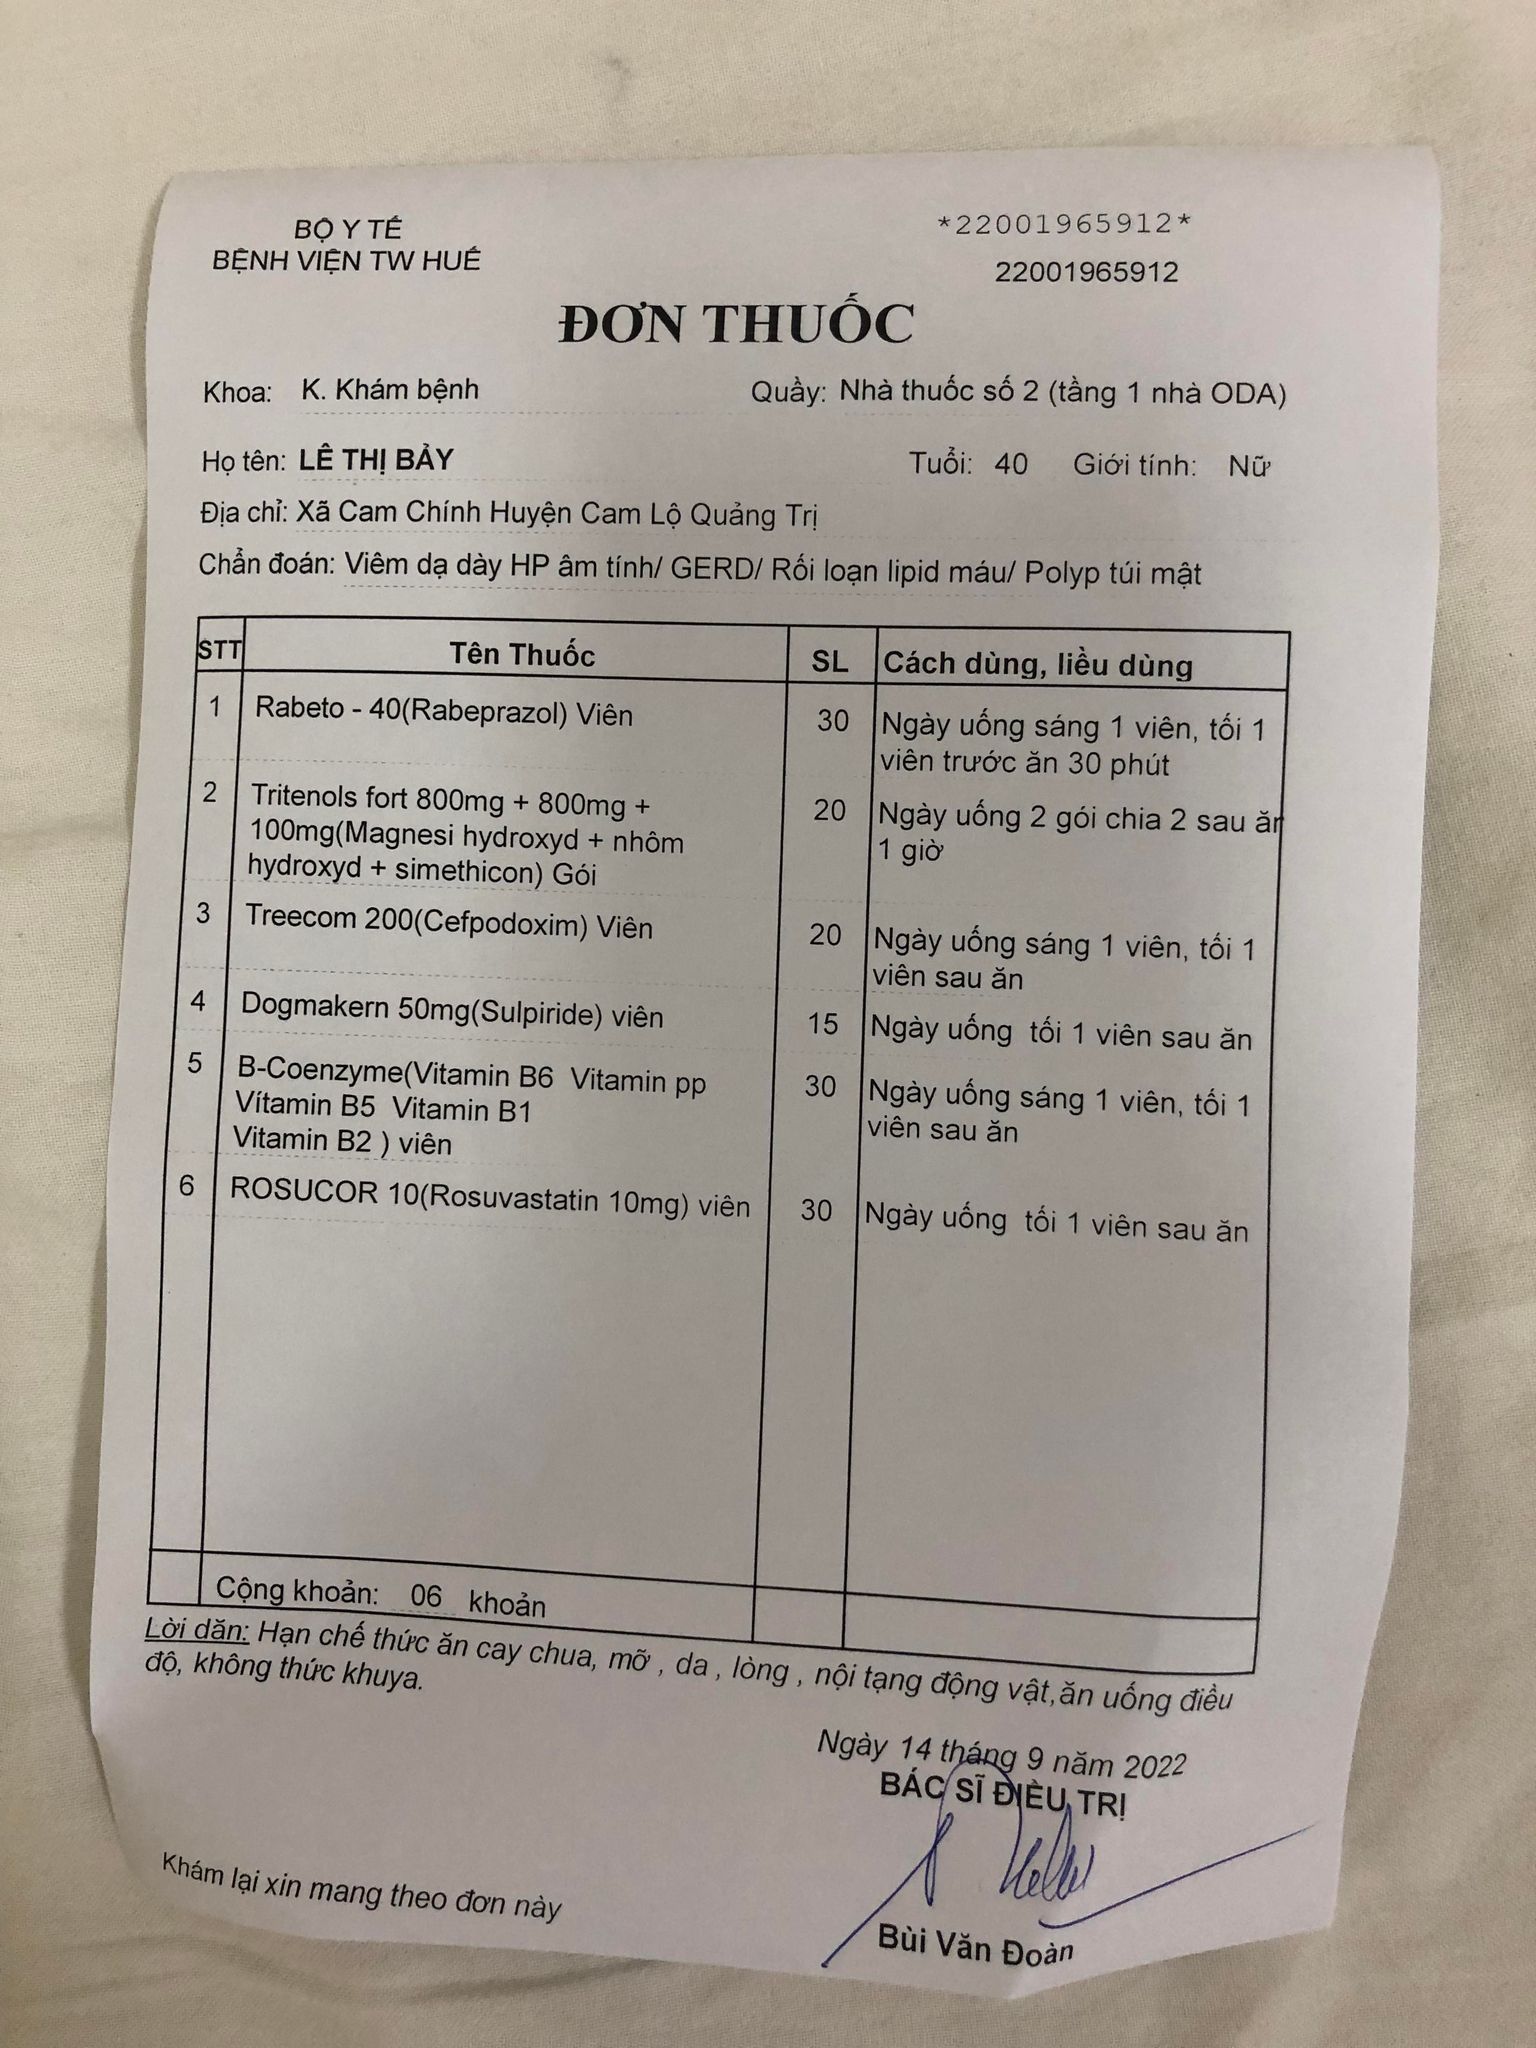 BỘ Y TẾ
BỆNH VIỆN TW HUẾ
*22001965912*
22001965912
ĐƠN THUỐC
Khoa: K. Khám bệnh Quầy: Nhà thuốc số 2 (tầng 1 nhà ODA)
Họ tên: LÊ THỊ BẢY Tuổi: 40 Giới tính: Nữ
Địa chỉ: Xã Cam Chính Huyện Cam Lộ Quảng Trị
Chẩn đoán: Viêm dạ dày HP âm tính/ GERD/ Rối loạn lipid máu/ Polyp túi mật
STT Tên Thuốc SL Cách dùng, liều dùng
1 Rabeto - 40(Rabeprazol) Viên 30 Ngày uống sáng 1 viên, tối 1
viên trước ăn 30 phút
2 Tritenols fort 800mg + 800mg + 20 Ngày uống 2 gói chia 2 sau ăn
100mg(Magnesi hydroxyd + nhôm 1 giờ
hydroxyd + simethicon) Gói
3 Treecom 200(Cefpodoxim) Viên 20 Ngày uống sáng 1 viên, tối 1
viên sau ăn
4 Dogmakern 50mg(Sulpiride) viên 15 Ngày uống tối 1 viên sau ăn
5 B-Coenzyme(Vitamin B6 Vitamin pp 30 Ngày uống sáng 1 viên, tối 1
Vítamin B5 Vitamin B1 viên sau ăn
Vitamin B2 ) viên
6 ROSUCOR 10(Rosuvastatin 10mg) viên 30 Ngày uống tối 1 viên sau ăn
Cộng khoản: 06 khoản
Lời dăn: Hạn chế thức ăn cay chua, mỡ , da , lòng , nội tạng động vật,ăn uống điều
độ, không thức khuya.
Ngày 14 tháng 9 năm 2022
BÁC SĨ ĐIỀU TRỊ
Khám lại xin mang theo đơn này
Bùi Văn Đoàn